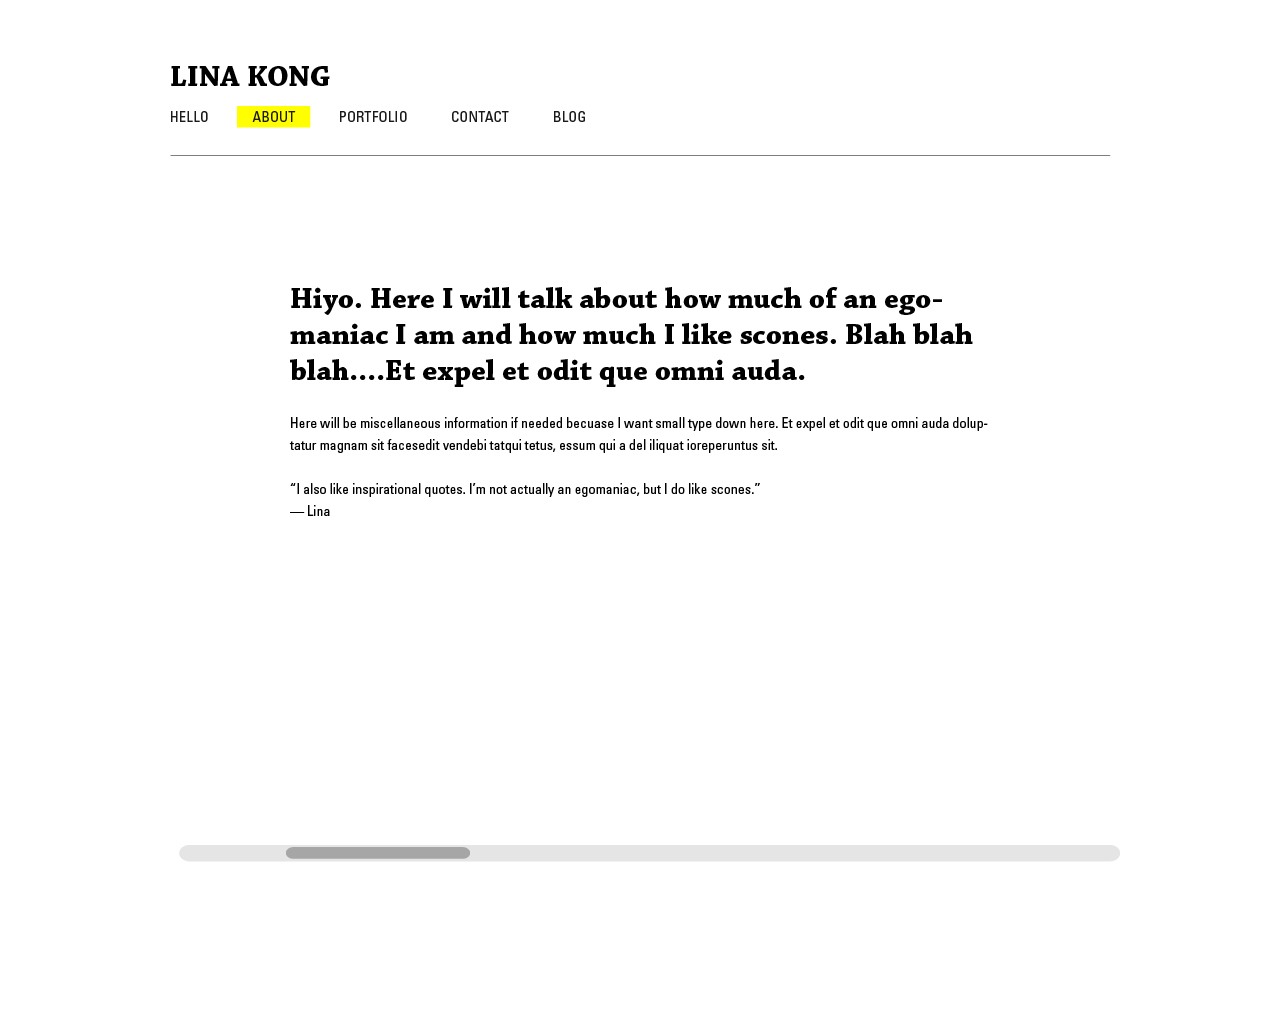 LINA KONG
HELLO ABOUT PORTFOLIO CONTACT BLOG
Hiyo. Here I will talk about how much of an ego-
maniac I am and how much I like scones. Blah blah
blah....Et expel et odit que omni auda.
Here will be miscellaneous information if needed becuase I want small type down here. Et expel et odit que omni auda dolup-
tatur magnam sit facesedit vendebi tatqui tetus, essum qui a del iliquat ioreperuntus sit.
“I also like inspirational quotes. I’m not actually an egomaniac, but I do like scones.”
— Lina